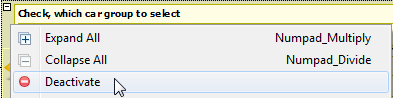 Check, which car group to select
Expand All Numpad_Multiply
Collapse All Numpad_Divide
Deactivate